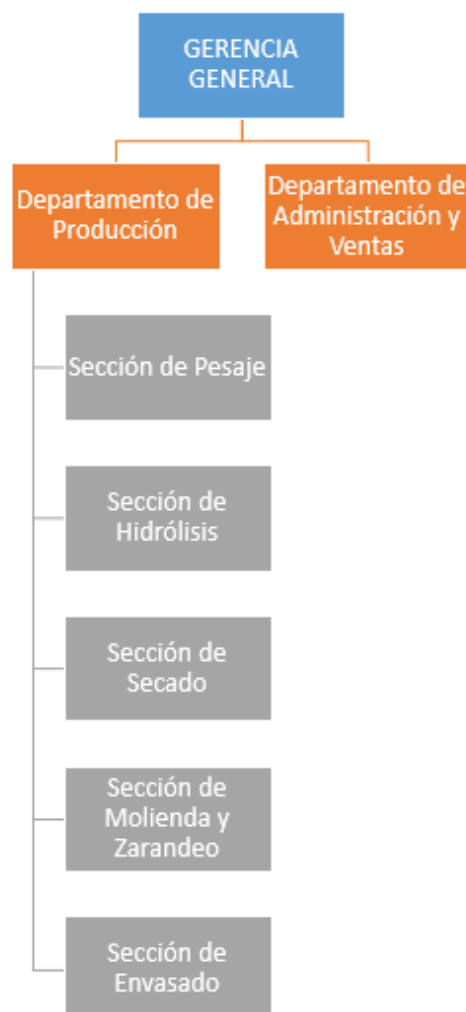 GERENCIA
GENERAL
Departamento de
Producción
Departamento de
Administración y
Ventas
Sección de Pesaje
Sección de
Hidrólisis
Sección de
Secado
Sección de
Molienda y
Zarandeo
Sección de
Envasado